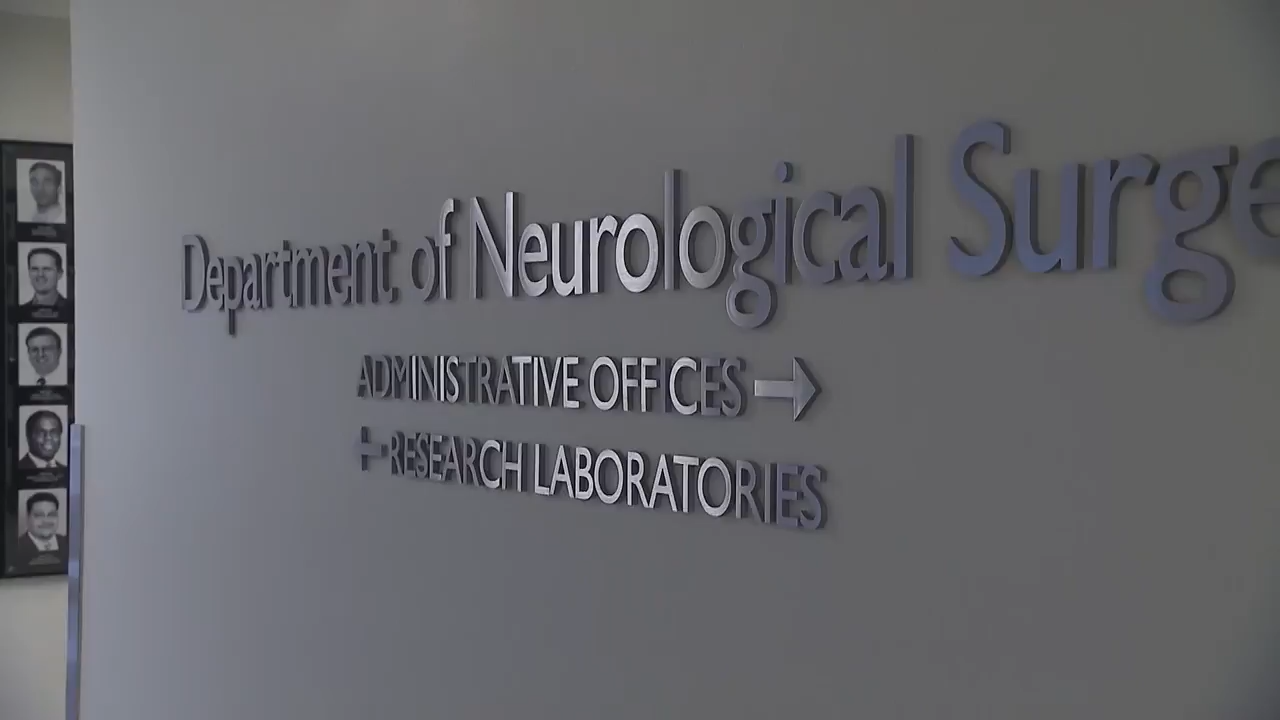 Department of Neurological Surge
ADMINISTRATIVE OFFICES →
← RESEARCH LABORATORIES